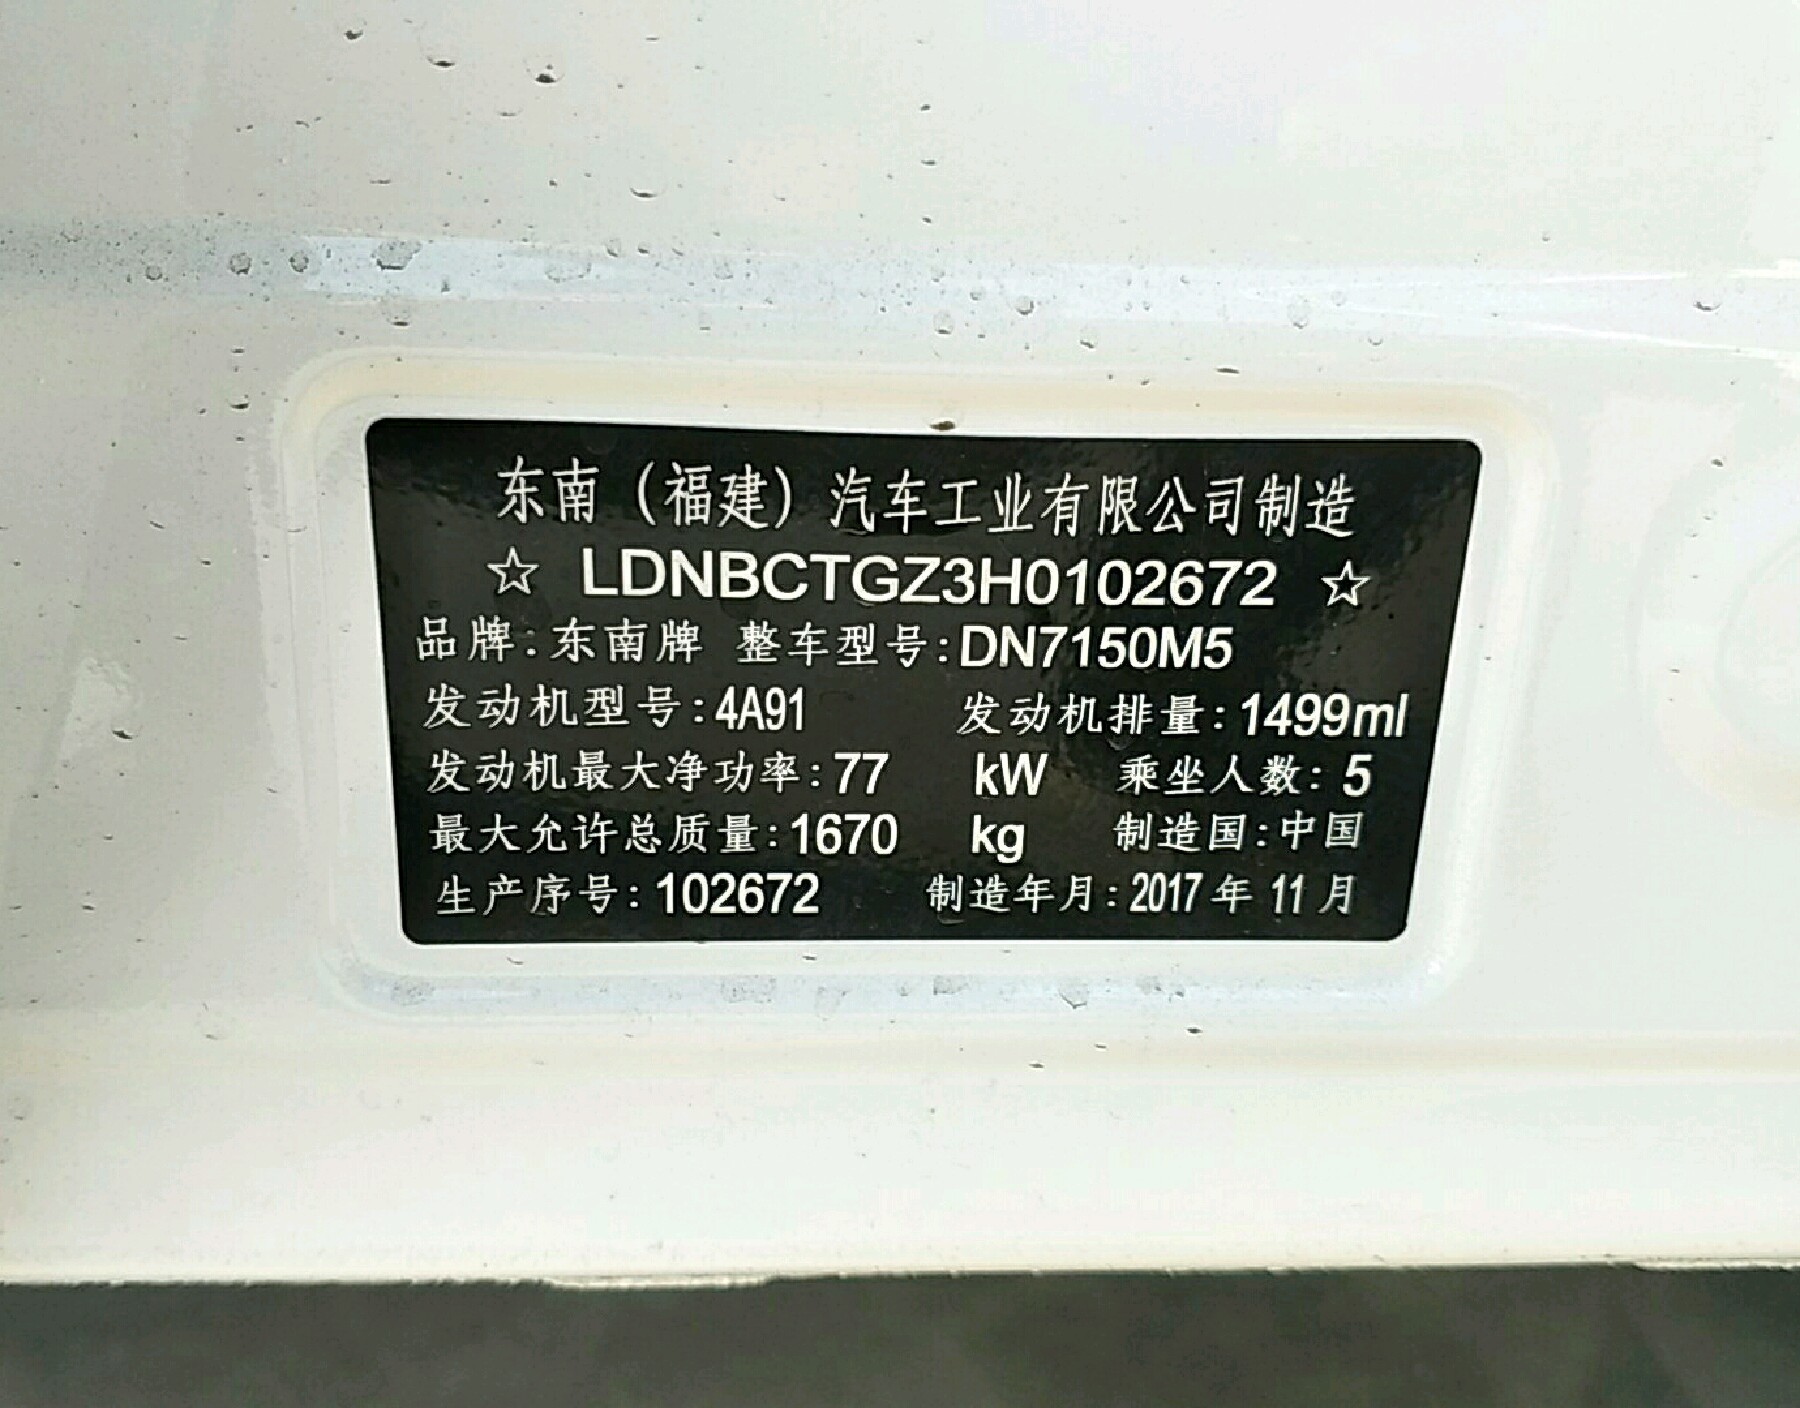 东南（福建）汽车工业有限公司制造
☆ LDNBCTGZ3H0102672 ☆
品牌:东南牌 整车型号:DN7150M5
发动机型号:4A91 发动机排量:1499ml
发动机最大净功率:77 kW 乘坐人数:5
最大允许总质量:1670 kg 制造国:中国
生产序号:102672 制造年月:2017年 11月